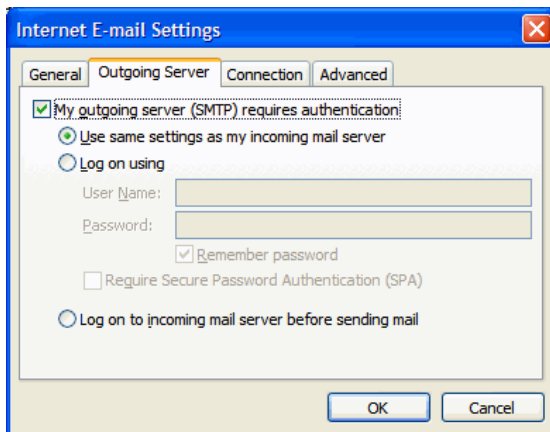 Internet E-mail Settings
General Outgoing Server Connection Advanced
My outgoing server (SMTP) requires authentication
Use same settings as my incoming mail server
Log on using
User Name:
Password:
Remember password
Require Secure Password Authentication (SPA)
Log on to incoming mail server before sending mail
OK Cancel